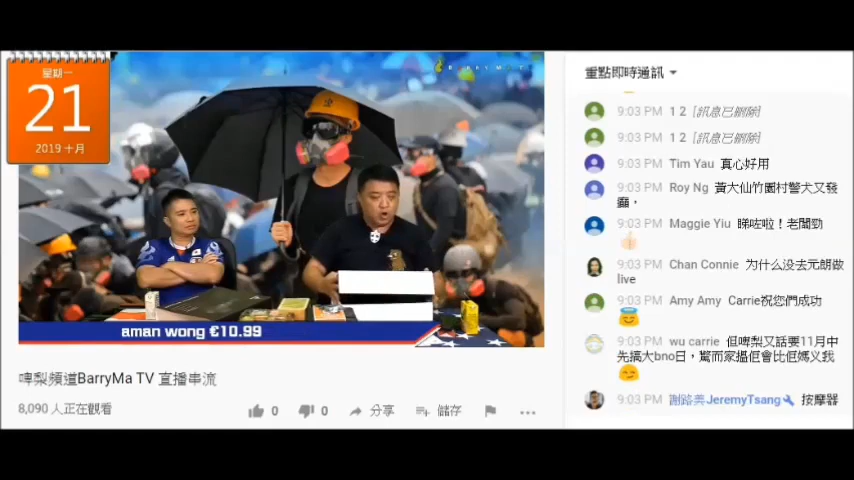 星期一
21
2019 十月
BARRYMATV
aman wong €10.99
啤梨頻道BarryMa TV 直播串流
8,090 人正在觀看
0
0
分享
儲存
重點即時通訊
9:03 PM 1 2 [訊息已刪除]
9:03 PM 1 2 [訊息已刪除]
9:03 PM Tim Yau 真心好用
9:03 PM Roy Ng 黃大仙竹園村警犬又發
癲，
9:03 PM Maggie Yiu 睇咗啦！老闆勁
9:03 PM Chan Connie 为什么没去元朗做
live
9:03 PM Amy Amy Carrie祝您們成功
9:03 PM wu carrie 但啤梨又話要11月中
先搞大bno日，驚而家搵佢會比佢媽义我
9:03 PM 謝路美JeremyTsang 按摩器